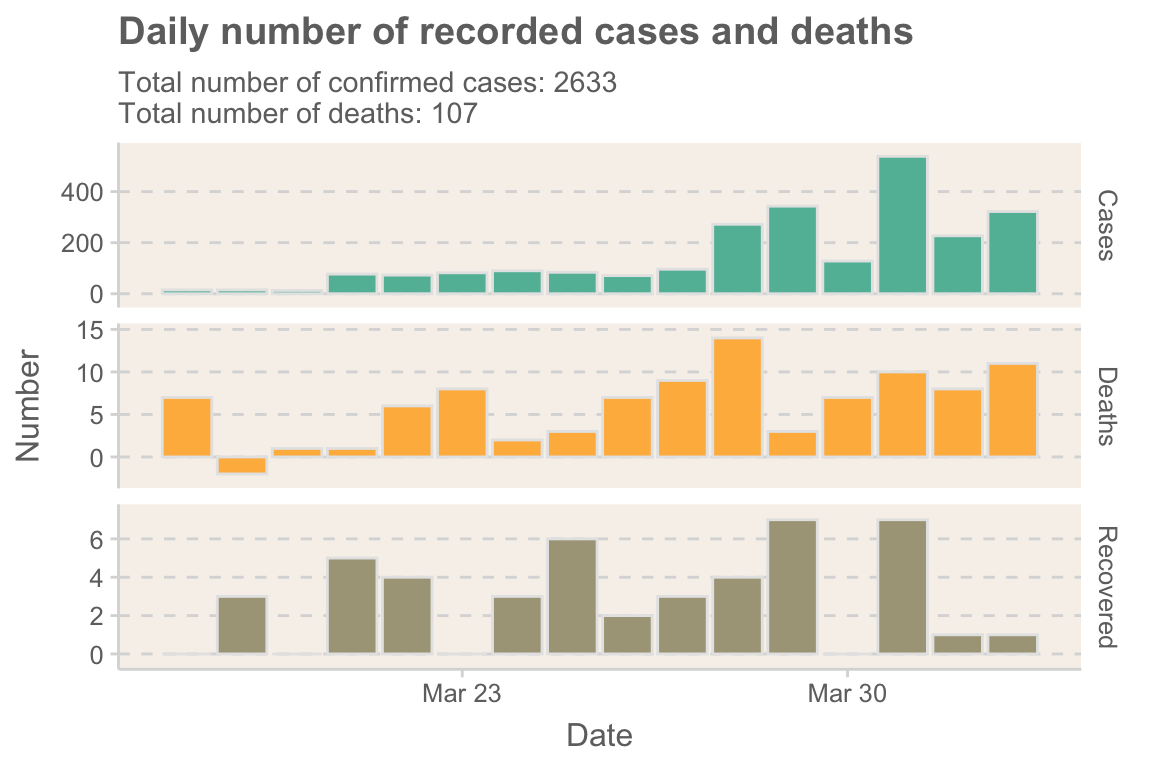 Daily number of recorded cases and deaths
Total number of confirmed cases: 2633
Total number of deaths: 107
400
200
0
Cases
15
10
5
0
Deaths
6
4
2
0
Recovered
Number
Mar 23
Mar 30
Date